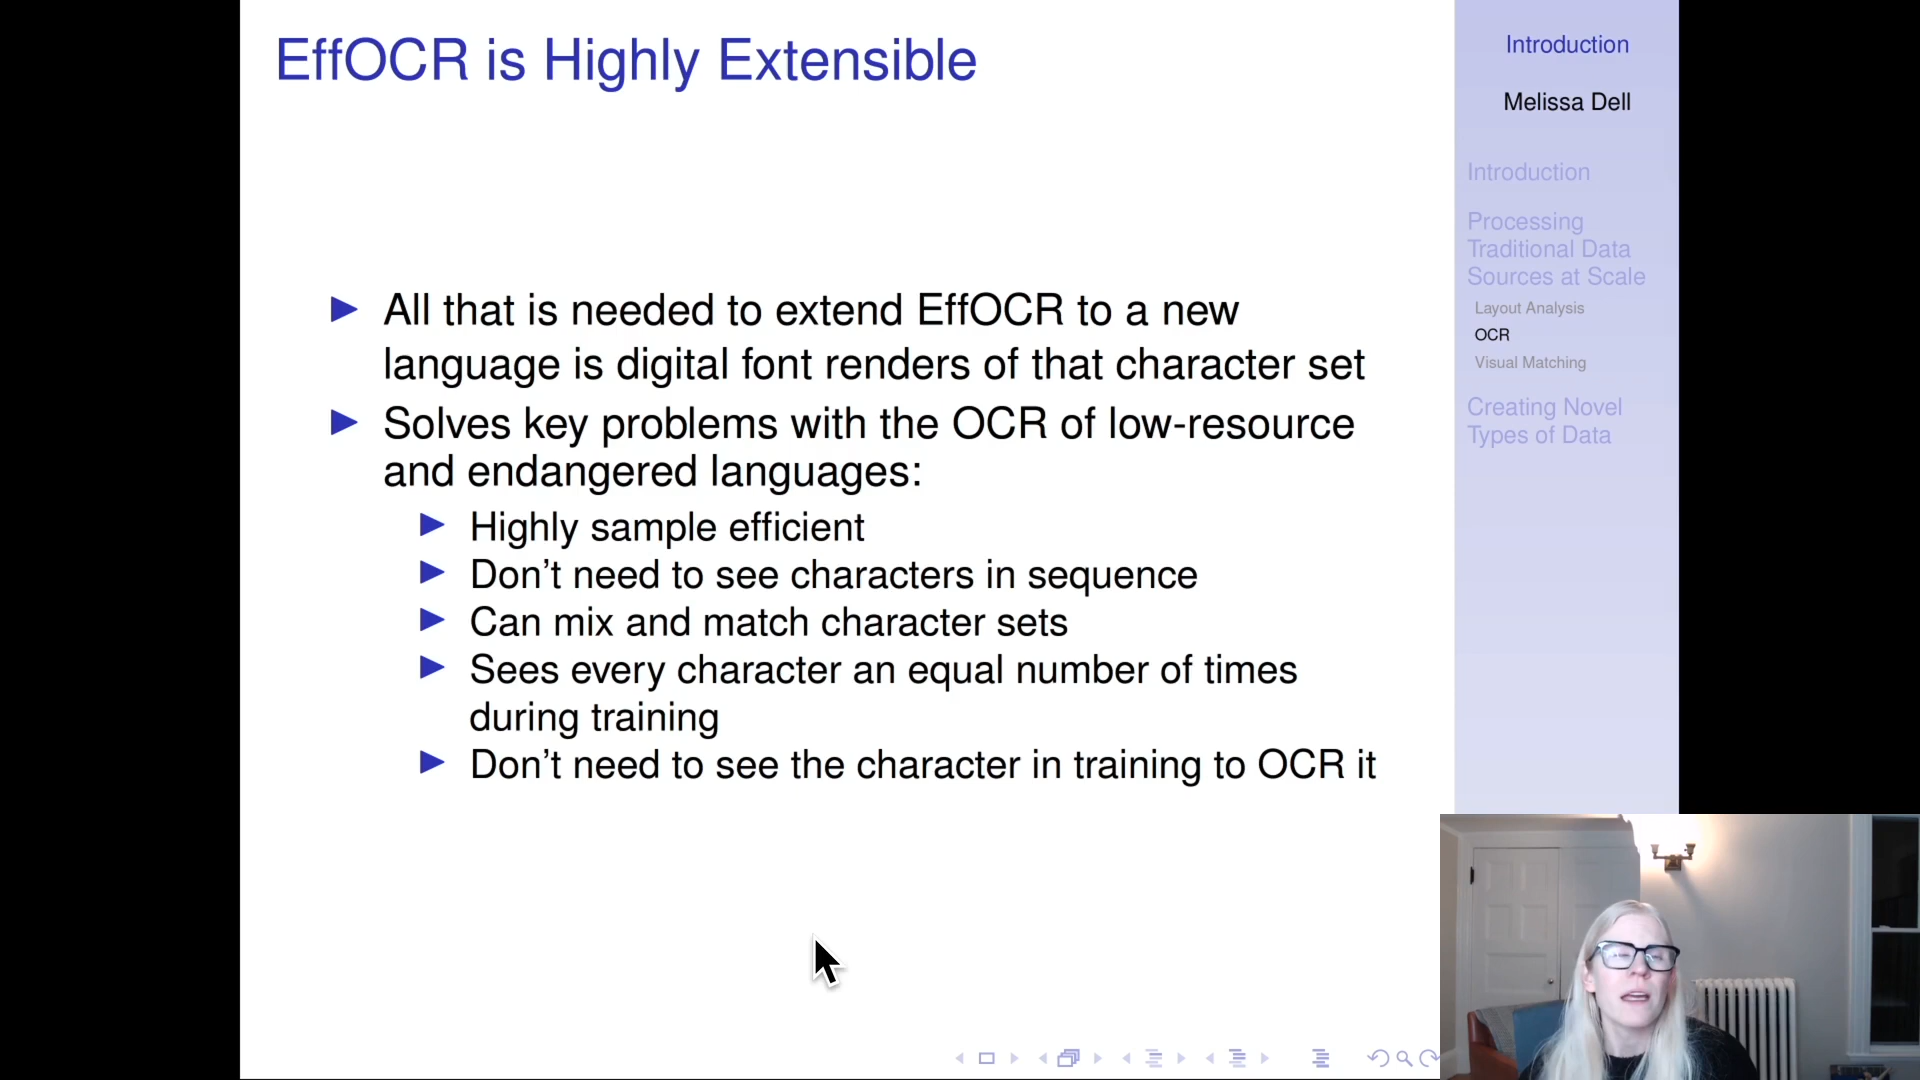 EffOCR is Highly Extensible
All that is needed to extend EffOCR to a new
language is digital font renders of that character set
Solves key problems with the OCR of low-resource
and endangered languages:
Highly sample efficient
Don't need to see characters in sequence
Can mix and match character sets
Sees every character an equal number of times
during training
Don't need to see the character in training to OCR it
Introduction
Melissa Dell
Introduction
Processing
Traditional Data
Sources at Scale
Layout Analysis
OCR
Visual Matching
Creating Novel
Types of Data